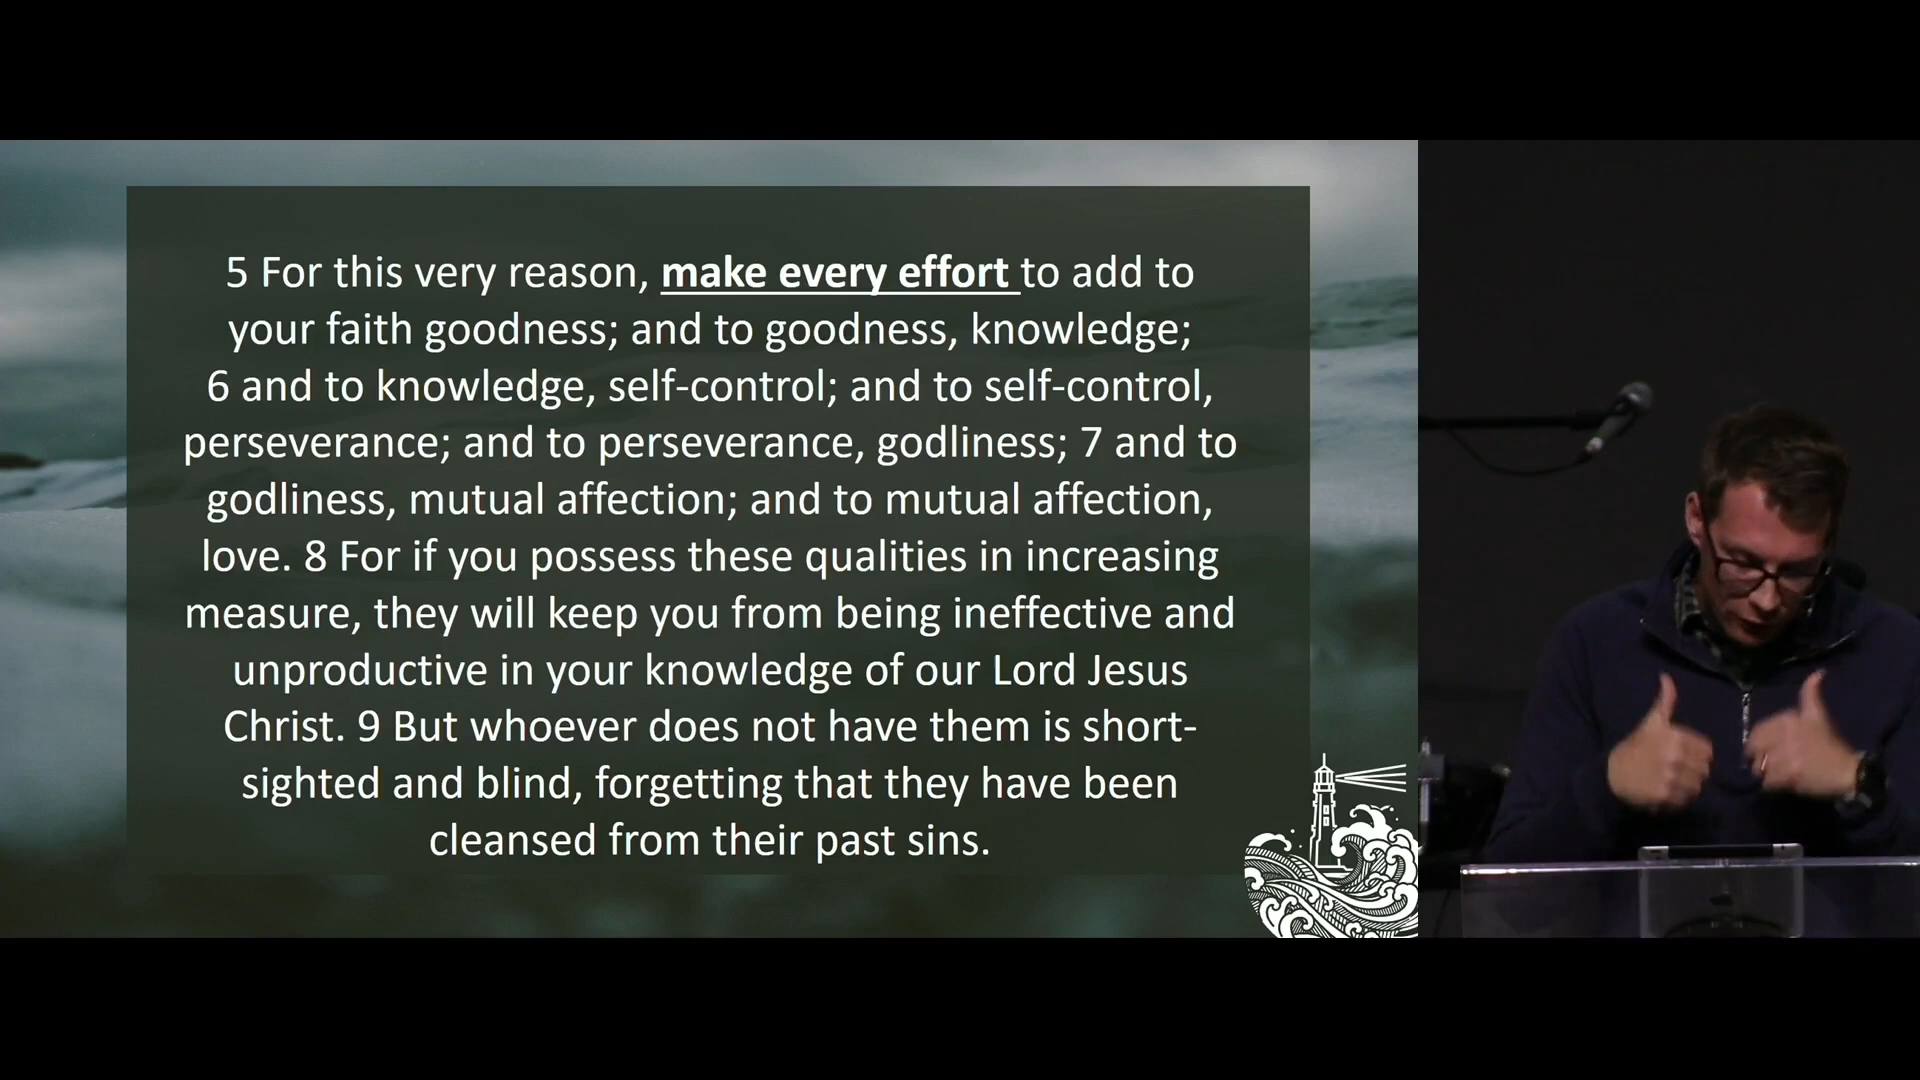 5 For this very reason, make every effort to add to
your faith goodness; and to goodness, knowledge;
6 and to knowledge, self-control; and to self-control,
perseverance; and to perseverance, godliness; 7 and to
godliness, mutual affection; and to mutual affection,
love. 8 For if you possess these qualities in increasing
measure, they will keep you from being ineffective and
unproductive in your knowledge of our Lord Jesus
Christ. 9 But whoever does not have them is short-
sighted and blind, forgetting that they have been
cleansed from their past sins.